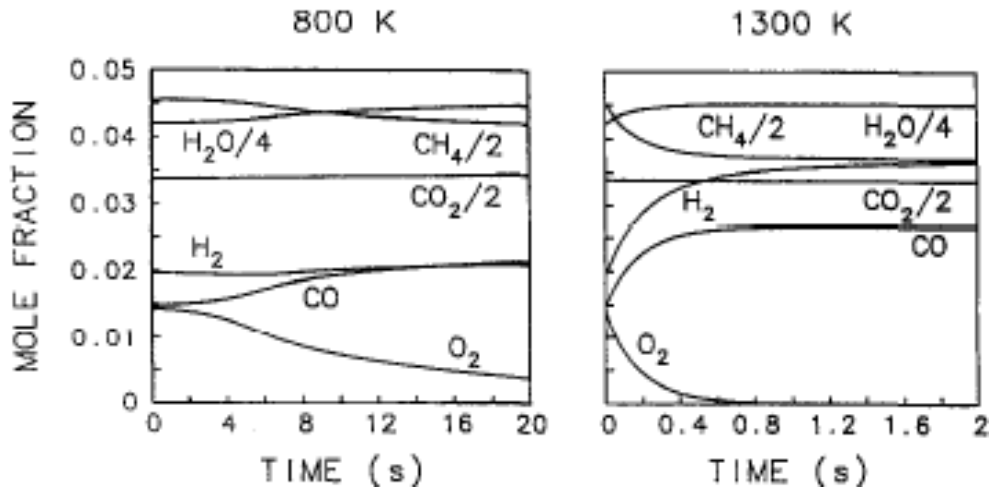 800 K
1300 K
MOLE FRACTION
0.05
0.04
0.03
0.02
0.01
0
H₂O/4
CH₄/2
CO₂/2
H₂
CO
O₂
0 4 8 12 16 20
TIME (s)
CH₄/2
H₂O/4
H₂
CO₂/2
CO
O₂
0 0.4 0.8 1.2 1.6 2
TIME (s)